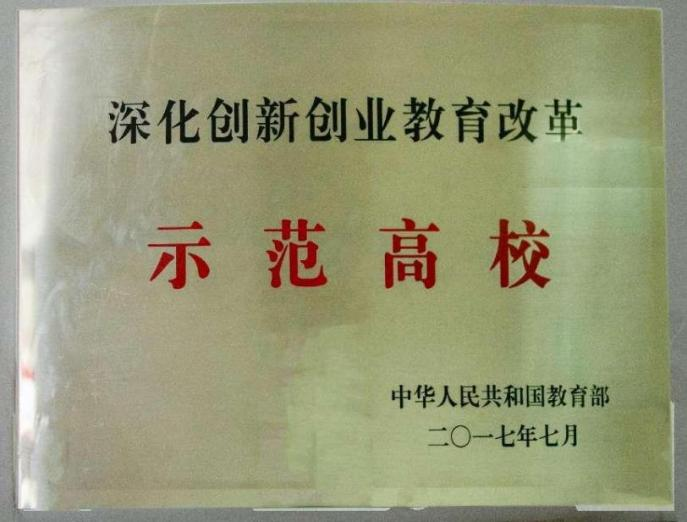 深化创新创业教育改革
示范高校
中华人民共和国教育部
二〇一七年七月